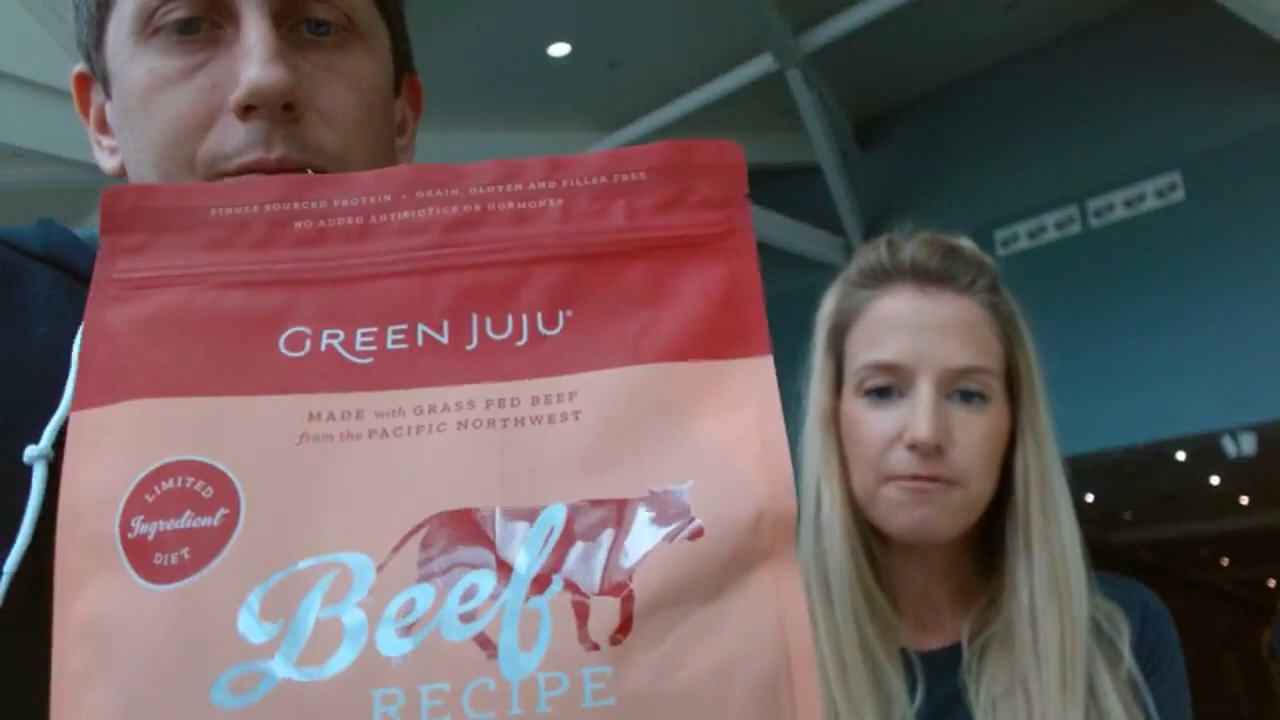 SINGLE SOURCED PROTEIN • GRAIN, GLUTEN AND FILLER FREE
NO ADDED ANTIBIOTICS OR HORMONES
GREEN JUJU®
MADE with GRASS FED BEEF
from the PACIFIC NORTHWEST
LIMITED
Ingredient
DIET
Beef
RECIPE